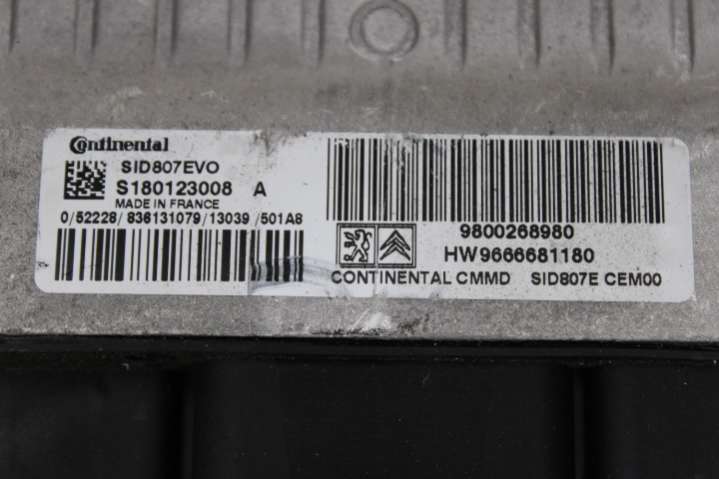 Continental
SID807EVO
S180123008 A
MADE IN FRANCE
0/52228/836131079/13039/501A8
9800268980
HW9666681180
CONTINENTAL CMMD SID807E CEM00